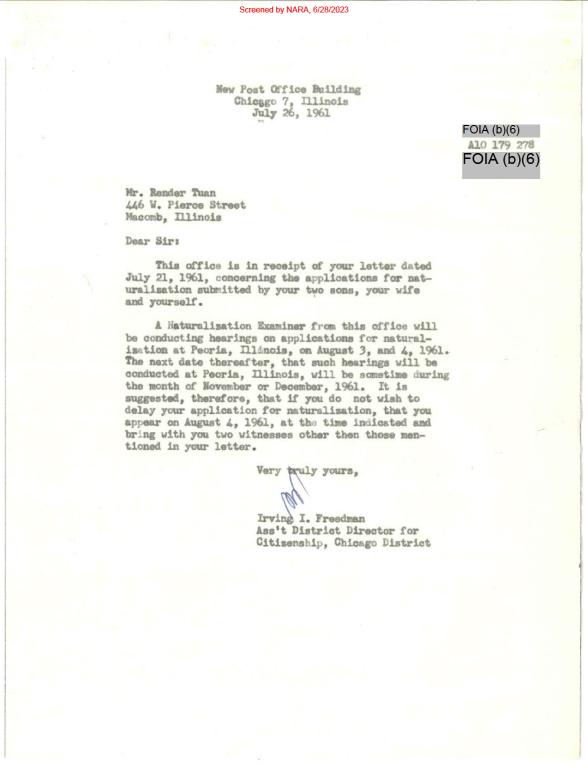 Screened by NARA, 6/28/2023
New Post Office Building
Chicago 7, Illinois
July 26, 1961
FOIA (b)(6)
A10 179 278
FOIA (b)(6)
Mr. Render Tuan
446 W. Pierce Street
Macomb, Illinois
Dear Sir:
This office is in receipt of your letter dated
July 21, 1961, concerning the applications for nat-
uralization submitted by your two sons, your wife
and yourself.
A Naturalization Examiner from this office will
be conducting hearings on applications for natural-
ization at Peoria, Illinois, on August 3, and 4, 1961.
The next date thereafter, that such hearings will be
conducted at Peoria, Illinois, will be sometime during
the month of November or December, 1961. It is
suggested, therefore, that if you do not wish to
delay your application for naturalization, that you
appear on August 4, 1961, at the time indicated and
bring with you two witnesses other then those men-
tioned in your letter.
Very truly yours,
Irving I. Freedman
Ass't District Director for
Citizenship, Chicago District